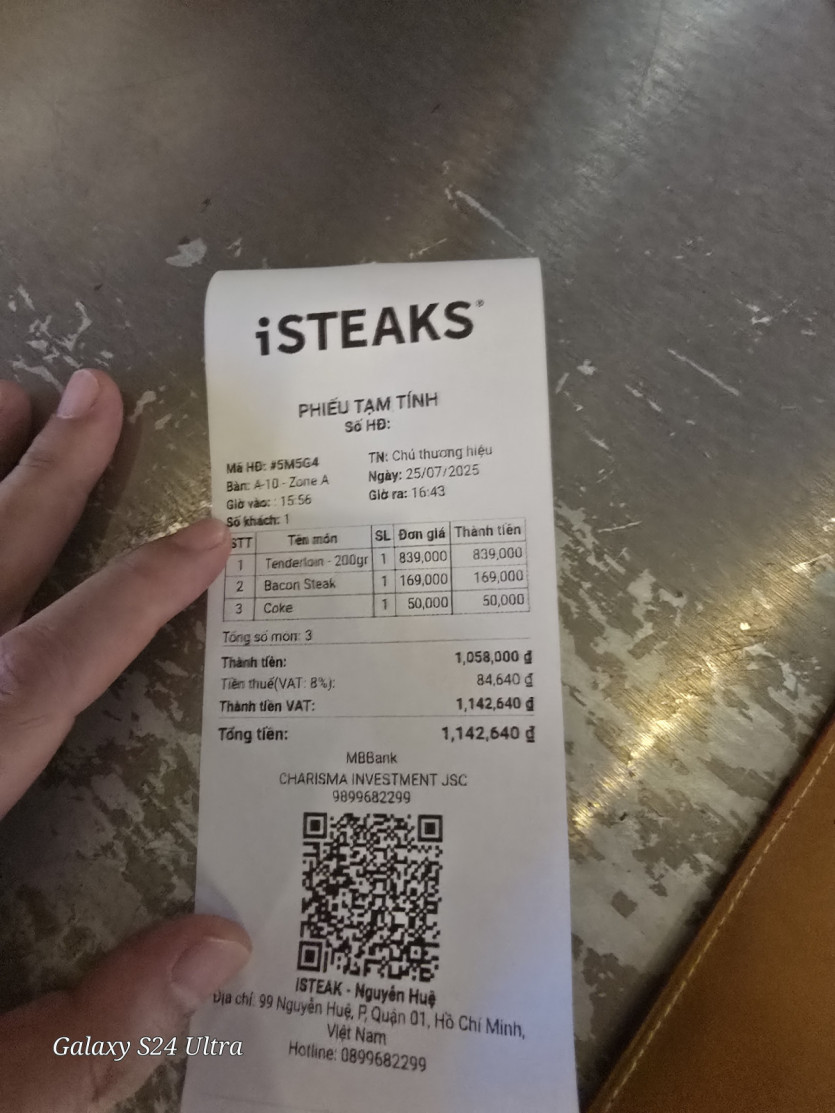 iSTEAKS®
PHIẾU TẠM TÍNH
Số HĐ:
Mã HĐ: #5M5G4
TN: Chủ thương hiệu
Bàn: A-10 - Zone A
Ngày: 25/07/2025
Giờ vào: : 15:56
Giờ ra: 16:43
Số khách: 1
STT Tên món SL Đơn giá Thành tiền
1 Tenderloin - 200gr 1 839,000 839,000
2 Bacon Steak 1 169,000 169,000
3 Coke 1 50,000 50,000
Tổng số món: 3
Thành tiền: 1,058,000 ₫
Tiền thuế(VAT: 8%): 84,640 ₫
Thành tiền VAT: 1,142,640 ₫
Tổng tiền: 1,142,640 ₫
MBBank
CHARISMA INVESTMENT JSC
9899682299
iSTEAK - Nguyễn Huệ
Địa chỉ: 99 Nguyễn Huệ, P, Quận 01, Hồ Chí Minh,
Việt Nam
Hotline: 0899682299
Galaxy S24 Ultra